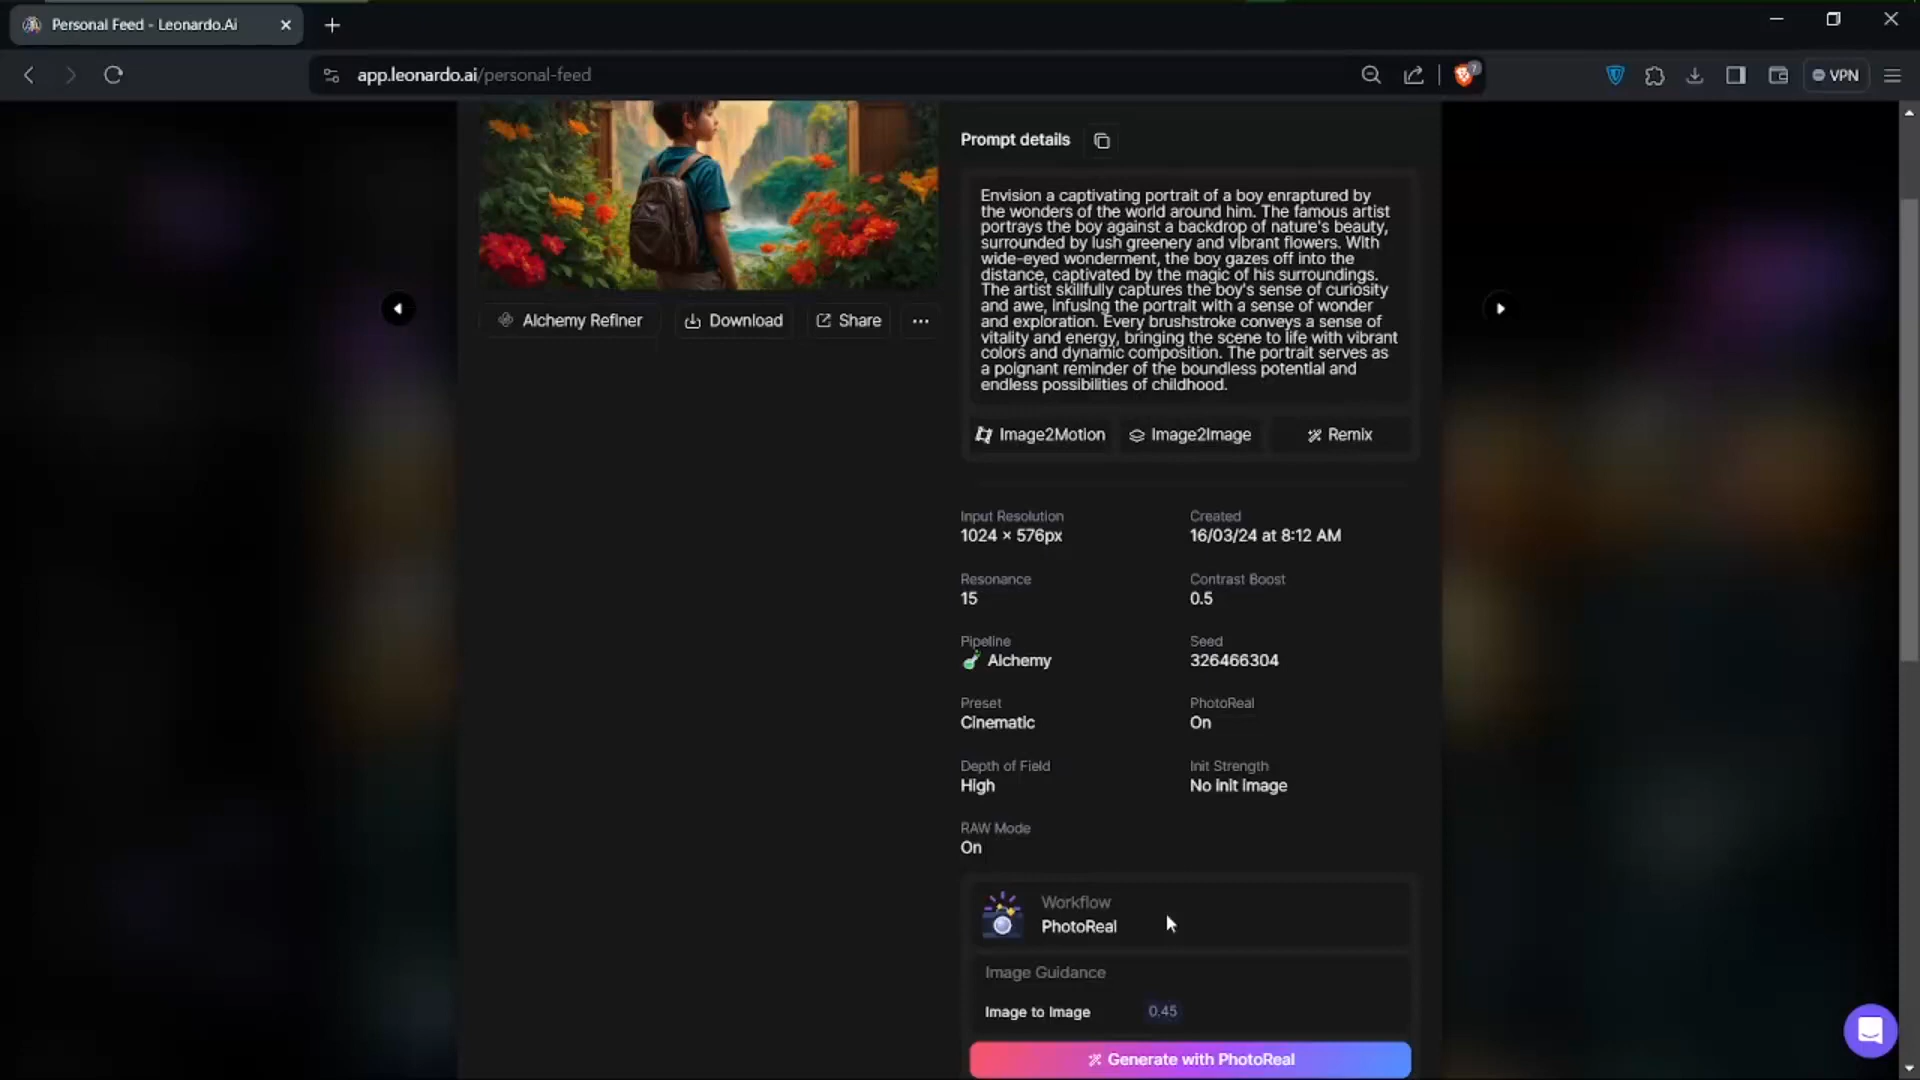 Personal Feed - Leonardo.Ai
app.leonardo.ai/personal-feed
7
VPN
Prompt details
Envision a captivating portrait of a boy enraptured by
the wonders of the world around him. The famous artist
portrays the boy against a backdrop of nature's beauty,
surrounded by lush greenery and vibrant flowers. With
wide-eyed wonderment, the boy gazes off into the
distance, captivated by the magic of his surroundings.
The artist skillfully captures the boy's sense of curiosity
and awe, infusing the portrait with a sense of wonder
and exploration. Every brushstroke conveys a sense of
vitality and energy, bringing the scene to life with vibrant
colors and dynamic composition. The portrait serves as
a poignant reminder of the boundless potential and
endless possibilities of childhood.
Alchemy Refiner
Download
Share
Image2Motion
Image2Image
Remix
Input Resolution
1024 × 576px
Created
16/03/24 at 8:12 AM
Resonance
15
Contrast Boost
0.5
Pipeline
Alchemy
Seed
326466304
Preset
Cinematic
PhotoReal
On
Depth of Field
High
Init Strength
No init image
RAW Mode
On
Workflow
PhotoReal
Image Guidance
Image to Image 0.45
Generate with PhotoReal